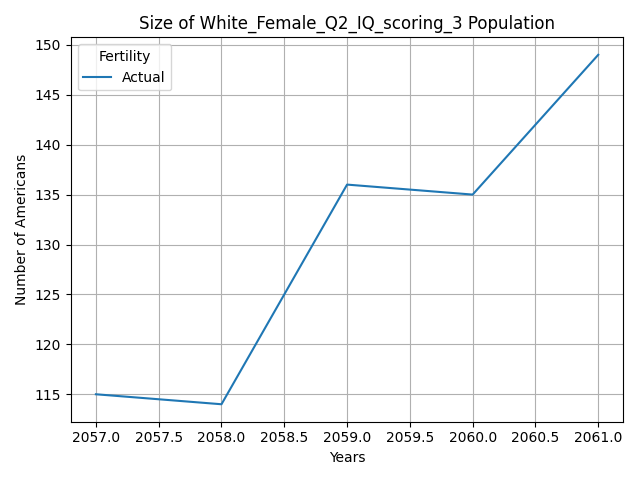 Size of White_Female_Q2_IQ_scoring_3 Population
Fertility
Actual
Number of Americans
150
145
140
135
130
125
120
115
2057.0 2057.5 2058.0 2058.5 2059.0 2059.5 2060.0 2060.5 2061.0
Years